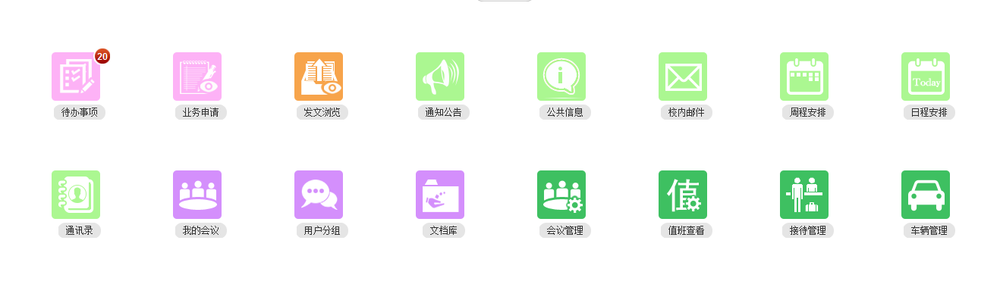 20
待办事项
业务申请
发文浏览
通知公告
公共信息
校内邮件
周程安排
Today
日程安排
通讯录
我的会议
用户分组
文档库
会议管理
值
值班查看
接待管理
车辆管理